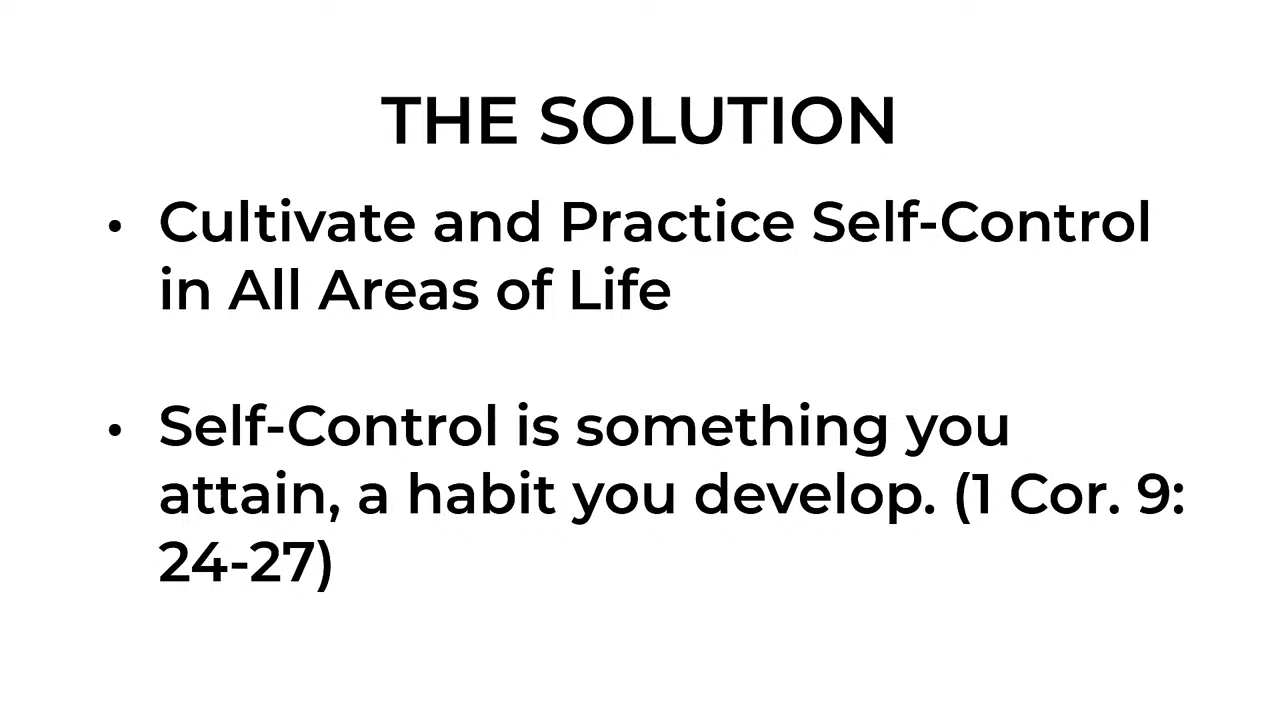 THE SOLUTION
• Cultivate and Practice Self-Control
in All Areas of Life
• Self-Control is something you
attain, a habit you develop. (1 Cor. 9:
24-27)